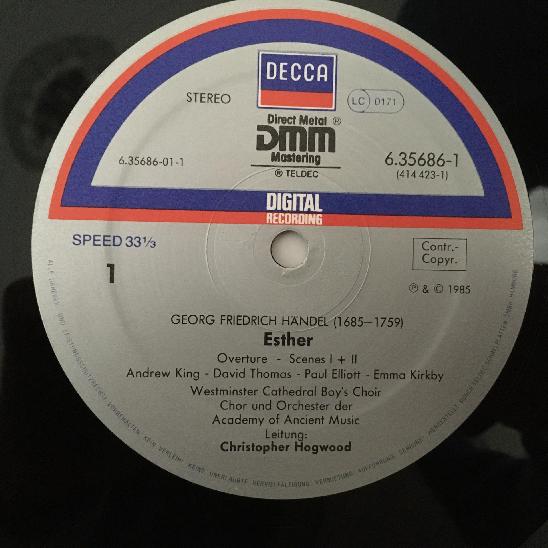 DECCA
STEREO
LC 0171
Direct Metal ®
DMM
Mastering
® TELDEC
6.35686-01-1
6.35686-1
(414 423-1)
DIGITAL
RECORDING
SPEED 33⅓
Contr.-
Copyr.
1
℗ & © 1985
GEORG FRIEDRICH HÄNDEL (1685–1759)
Esther
Overture - Scenes I + II
Andrew King - David Thomas - Paul Elliott - Emma Kirkby
Westminster Cathedral Boy's Choir
Chor und Orchester der
Academy of Ancient Music
Leitung:
Christopher Hogwood